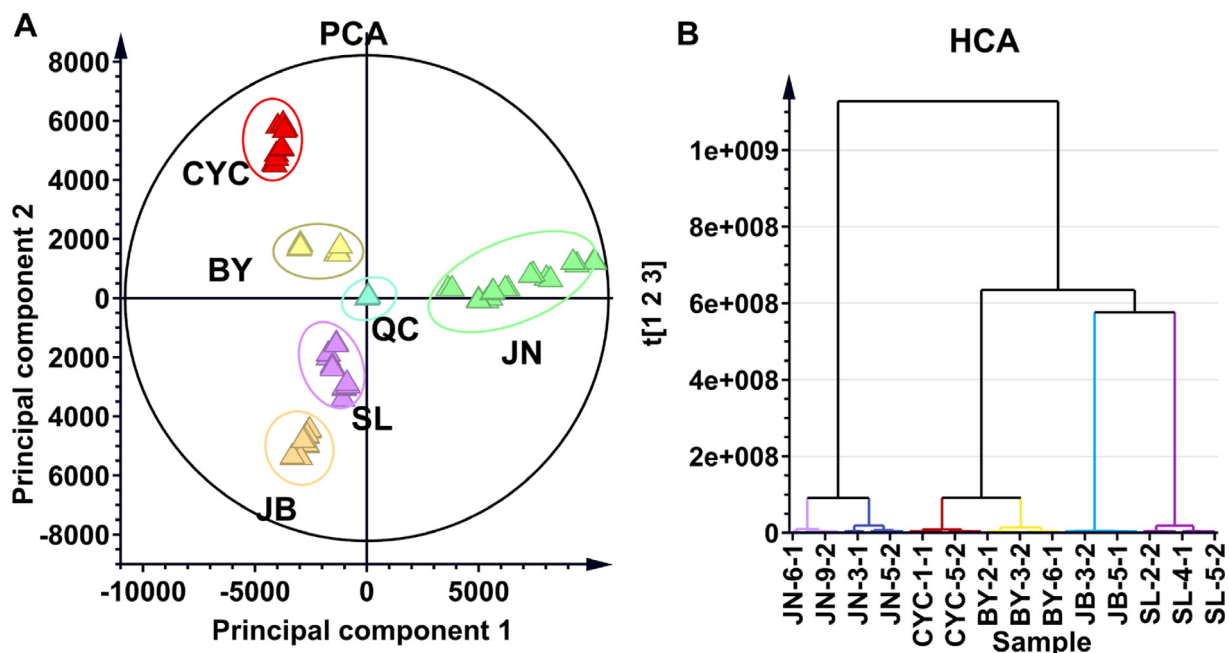 A
PCA
8000
6000
4000
2000
0
2000
4000
6000
-8000
-10000
-5000
0
5000
Principal component 2
Principal component 1
CYC
BY
QC
JN
SL
JB
B
HCA
1e+009
8e+008
6e+008
4e+008
2e+008
0
t[1 2 3]
JN-6-1
JN-9-2
JN-3-1
JN-5-2
CYC-1-1
CYC-5-2
BY-2-1
BY-3-2
BY-6-1
JB-3-2
JB-5-1
SL-2-2
SL-4-1
SL-5-2
Sample